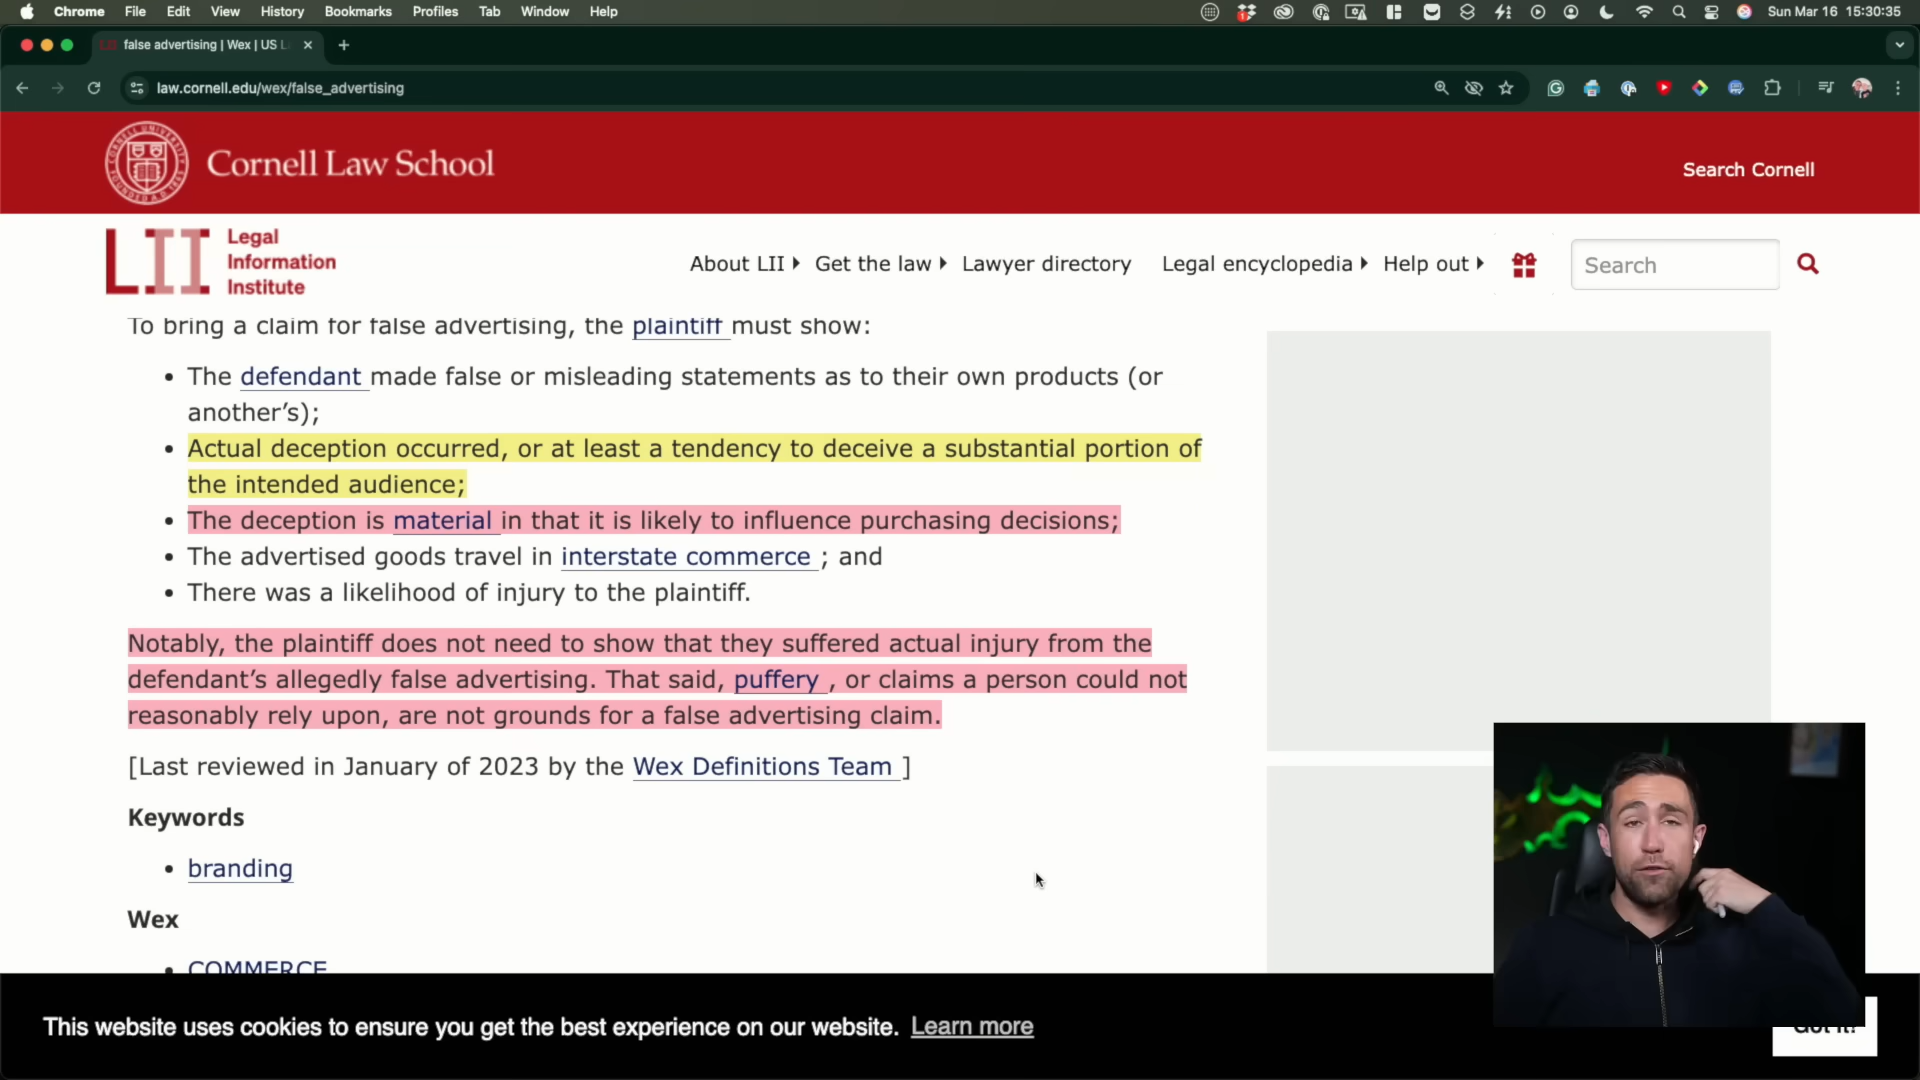 Chrome File Edit View History Bookmarks Profiles Tab Window Help Sun Mar 16 15:30:35
false advertising | Wex | US L
law.cornell.edu/wex/false_advertising
Cornell Law School
Search Cornell
LII Legal
Information
Institute
About LII Get the law Lawyer directory Legal encyclopedia Help out Search
To bring a claim for false advertising, the plaintiff must show:
• The defendant made false or misleading statements as to their own products (or
another’s);
• Actual deception occurred, or at least a tendency to deceive a substantial portion of
the intended audience;
• The deception is material in that it is likely to influence purchasing decisions;
• The advertised goods travel in interstate commerce ; and
• There was a likelihood of injury to the plaintiff.
Notably, the plaintiff does not need to show that they suffered actual injury from the
defendant’s allegedly false advertising. That said, puffery , or claims a person could not
reasonably rely upon, are not grounds for a false advertising claim.
[Last reviewed in January of 2023 by the Wex Definitions Team ]
Keywords
• branding
Wex
• COMMERCE
This website uses cookies to ensure you get the best experience on our website. Learn more
Got it!